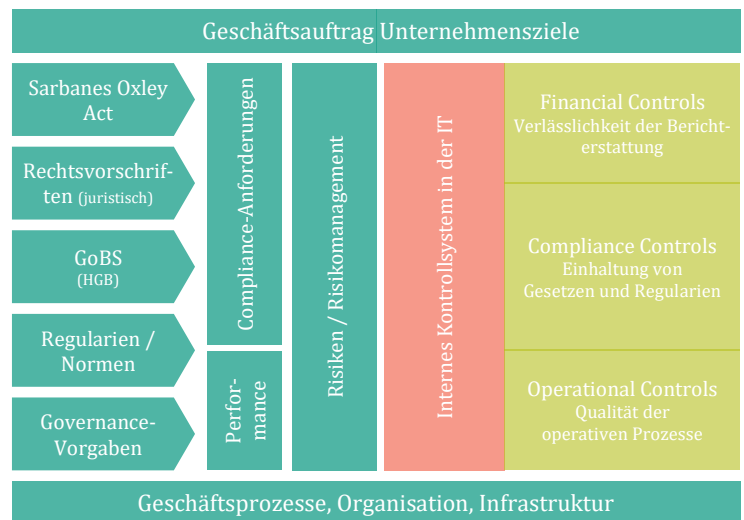 Geschäftsauftrag Unternehmensziele
Sarbanes Oxley
Act
Rechtsvorschrif-
ten (juristisch)
GoBS
(HGB)
Regularien /
Normen
Governance-
Vorgaben
Compliance-Anforderungen
Perfor-
mance
Risiken / Risikomanagement
Internes Kontrollsystem in der IT
Financial Controls
Verlässlichkeit der Bericht-
erstattung
Compliance Controls
Einhaltung von
Gesetzen und Regularien
Operational Controls
Qualität der
operativen Prozesse
Geschäftsprozesse, Organisation, Infrastruktur